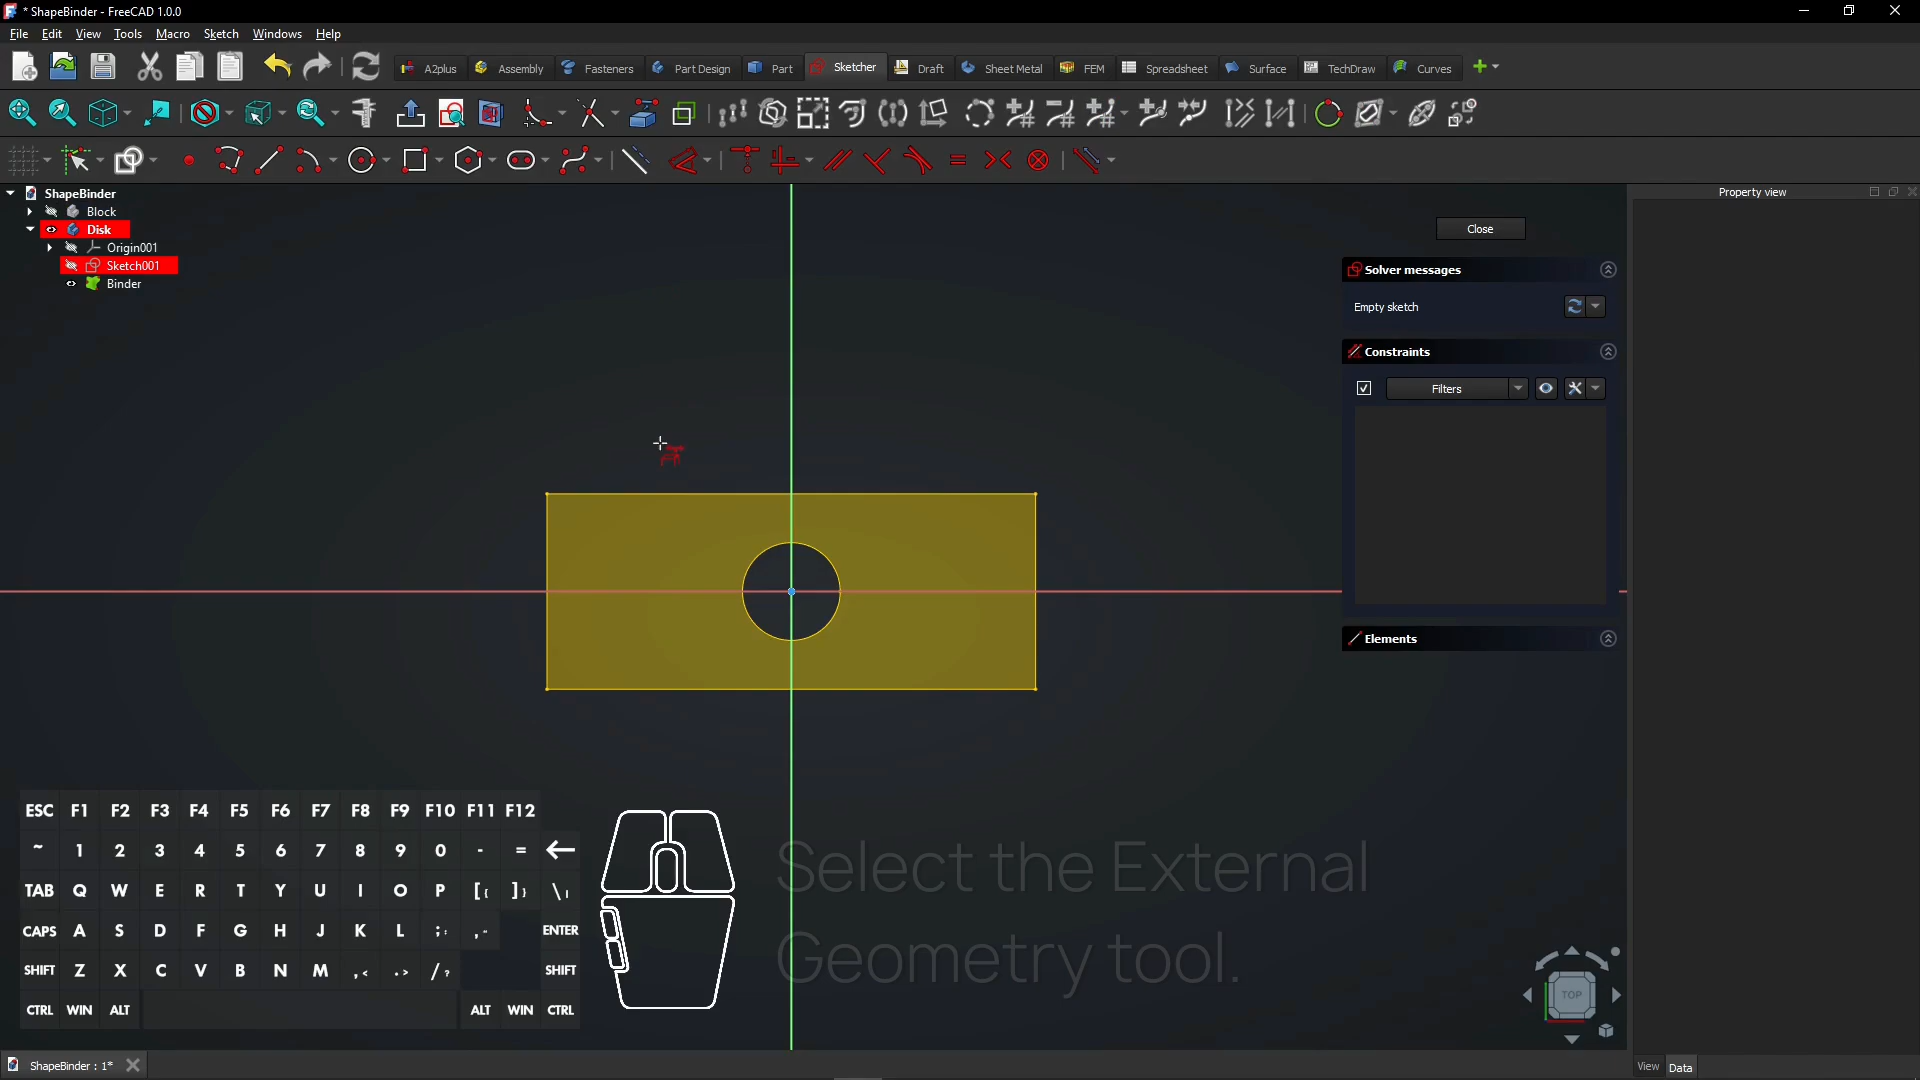 * ShapeBinder - FreeCAD 1.0.0
File Edit View Tools Macro Sketch Windows Help
A2plus Assembly Fasteners Part Design Part Sketcher Draft Sheet Metal FEM Spreadsheet Surface TechDraw Curves
ShapeBinder
Block
Disk
Origin001
Sketch001
Binder
Property view
Close
Solver messages
Empty sketch
Constraints
Filters
Elements
ESC F1 F2 F3 F4 F5 F6 F7 F8 F9 F10 F11 F12
~ 1 2 3 4 5 6 7 8 9 0 - =
TAB Q W E R T Y U I O P [{ ]} \|
CAPS A S D F G H J K L ;: ENTER
SHIFT Z X C V B N M ,< .> /? SHIFT
CTRL WIN ALT ALT WIN CTRL
Select the External
Geometry tool.
TOP
ShapeBinder : 1*
View Data